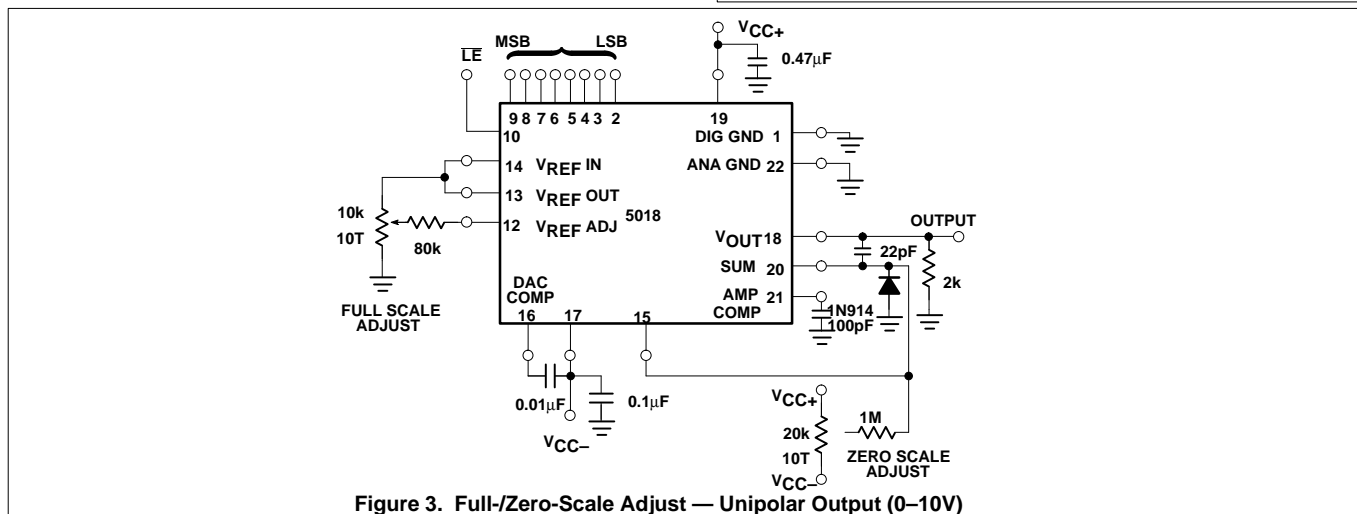 VCC+
MSB
LSB
LE
0.47μF
9 8 7 6 5 4 3 2
19
10
DIG GND 1
14 VREF IN
ANA GND 22
13 VREF OUT
10k
10T
80k
12 VREF ADJ
5018
OUTPUT
VOUT 18
22pF
SUM 20
2k
FULL SCALE
ADJUST
DAC
COMP
AMP
COMP
21
1N914
100pF
16
17
15
0.01μF
0.1μF
VCC–
VCC+
1M
20k
10T
ZERO SCALE
ADJUST
VCC–
Figure 3. Full-/Zero-Scale Adjust — Unipolar Output (0–10V)